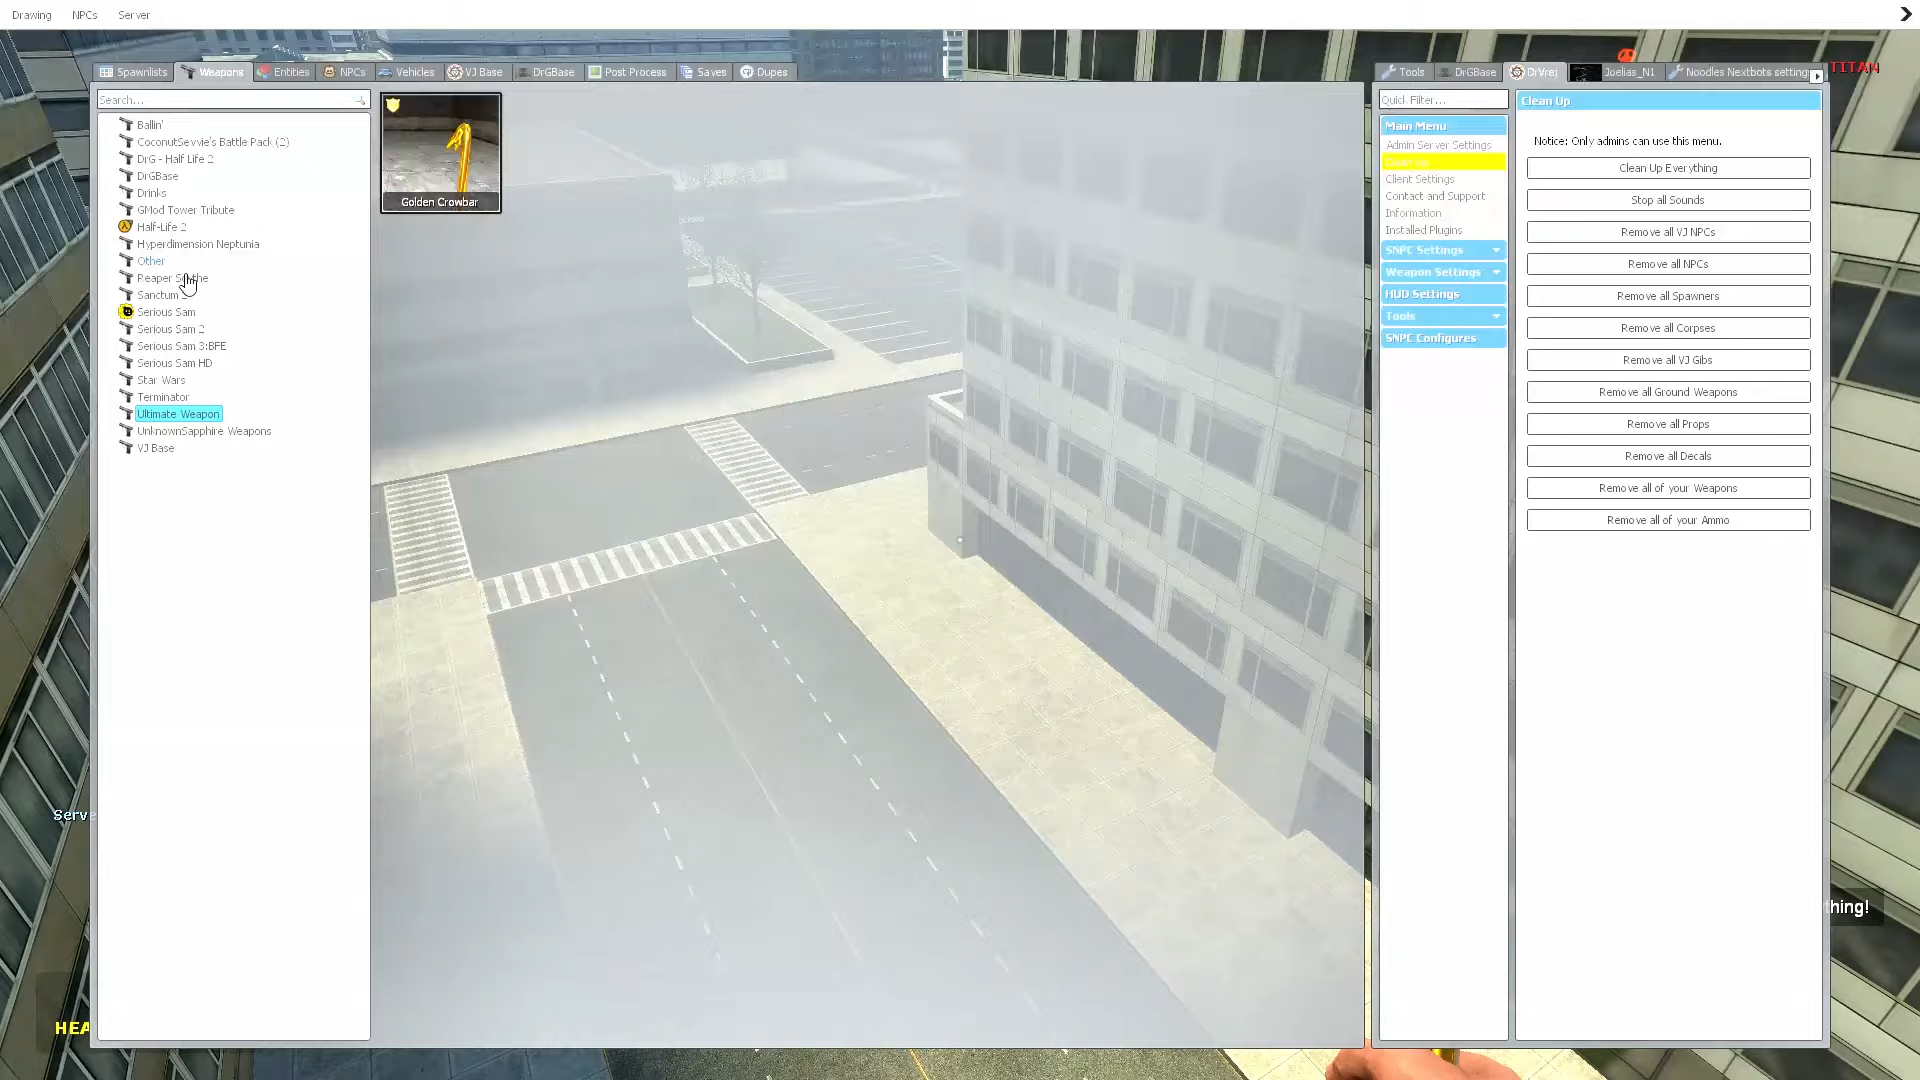 Drawing NPCs Server
TITAN
Spawnlists Weapons Entities NPCs Vehicles VJ Base DrGBase Post Process Saves Dupes
Search...
Ballin'
CoconutSevvie's Battle Pack (2)
DrG - Half Life 2
DrGBase
Drinks
GMod Tower Tribute
Half-Life 2
Hyperdimension Neptunia
Other
Reaper Scythe
Sanctum
Serious Sam
Serious Sam 2
Serious Sam 3:BFE
Serious Sam HD
Star Wars
Terminator
Ultimate Weapon
UnknownSapphire Weapons
VJ Base
Golden Crowbar
Tools DrGBase DrVrej Joelias_N1 Noodles Nextbots setting
Quick Filter...
Main Menu
Admin Server Settings
Clean Up
Client Settings
Contact and Support
Information
Installed Plugins
SNPC Settings
Weapon Settings
HUD Settings
Tools
SNPC Configures
Clean Up
Notice: Only admins can use this menu.
Clean Up Everything
Stop all Sounds
Remove all VJ NPCs
Remove all NPCs
Remove all Spawners
Remove all Corpses
Remove all VJ Gibs
Remove all Ground Weapons
Remove all Props
Remove all Decals
Remove all of your Weapons
Remove all of your Ammo
Serve
thing!
HEA